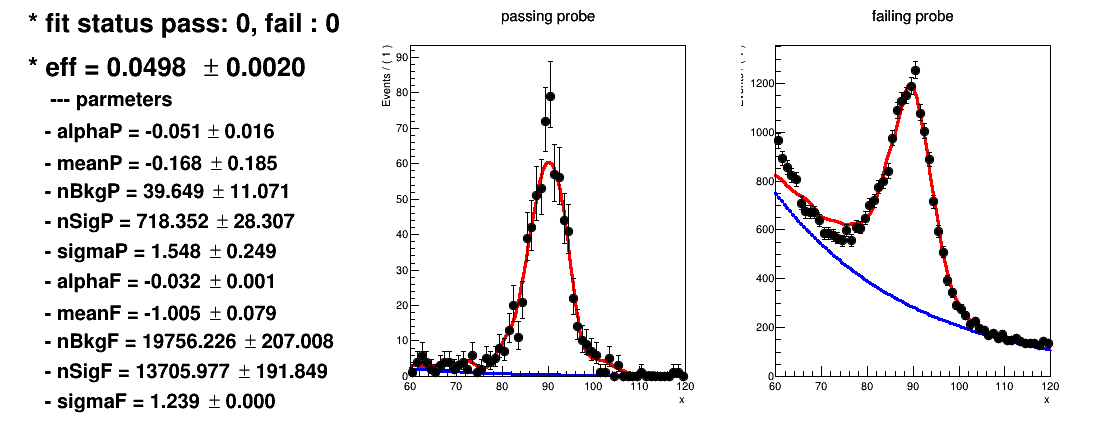 * fit status pass: 0, fail : 0
* eff = 0.0498 ± 0.0020
--- parmeters
- alphaP = -0.051 ± 0.016
- meanP = -0.168 ± 0.185
- nBkgP = 39.649 ± 11.071
- nSigP = 718.352 ± 28.307
- sigmaP = 1.548 ± 0.249
- alphaF = -0.032 ± 0.001
- meanF = -1.005 ± 0.079
- nBkgF = 19756.226 ± 207.008
- nSigF = 13705.977 ± 191.849
- sigmaF = 1.239 ± 0.000
passing probe
Events / ( 1 )
90
80
70
60
50
40
30
20
10
0
60 70 80 90 100 110 120
x
failing probe
1200
1000
800
600
400
200
0
60 70 80 90 100 110 120
x